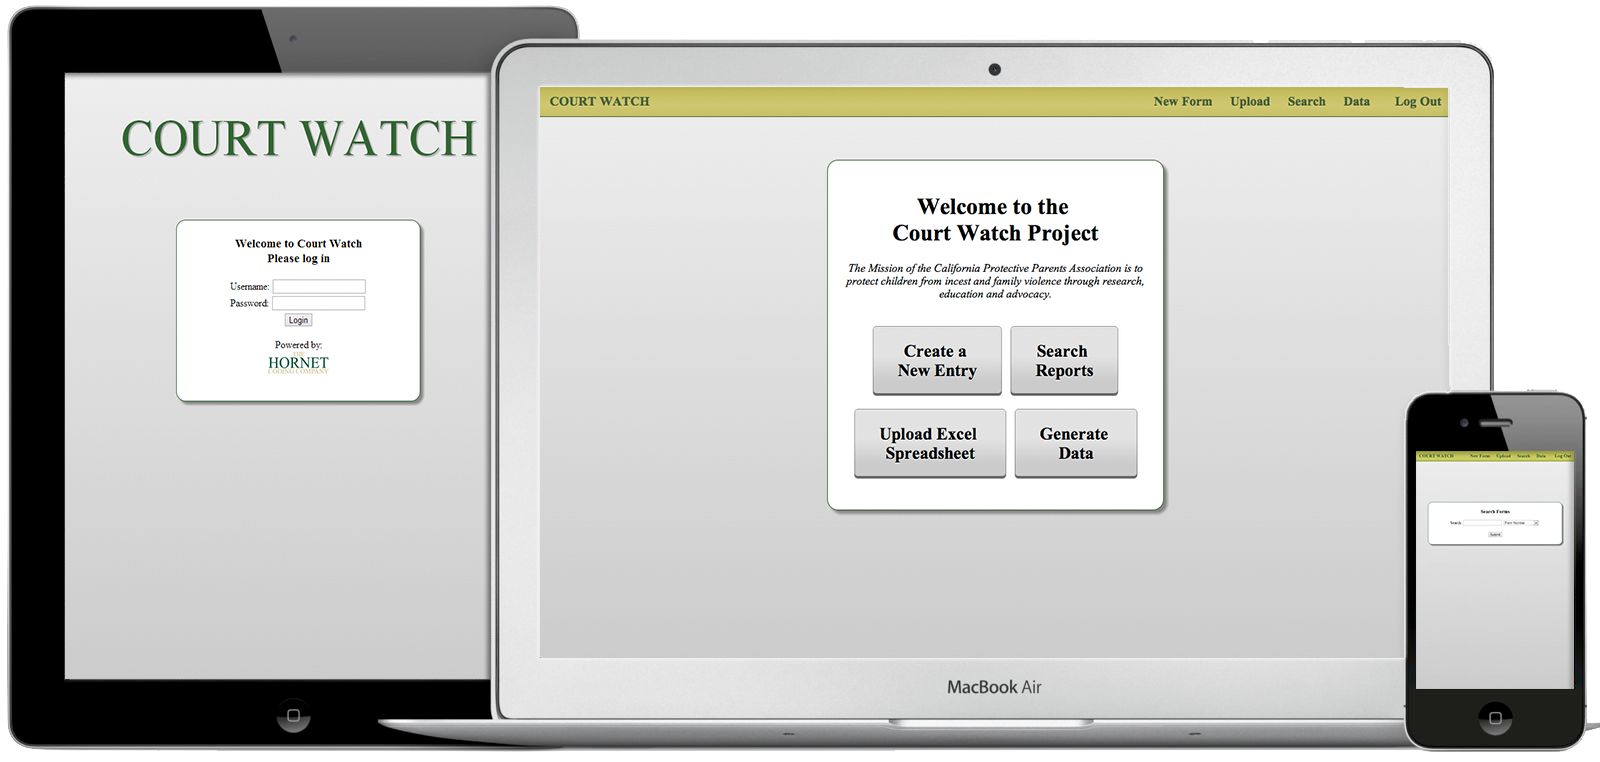 COURT WATCH
Welcome to Court Watch
Please log in
Username:
Password:
Login
Powered by:
THE
HORNET
CODING COMPANY
COURT WATCH New Form Upload Search Data Log Out
Welcome to the
Court Watch Project
The Mission of the California Protective Parents Association is to
protect children from incest and family violence through research,
education and advocacy.
Create a
New Entry
Search
Reports
Upload Excel
Spreadsheet
Generate
Data
MacBook Air
COURT WATCH New Form Upload Search Data Log Out
Search Forms
Search: Form Number
Submit